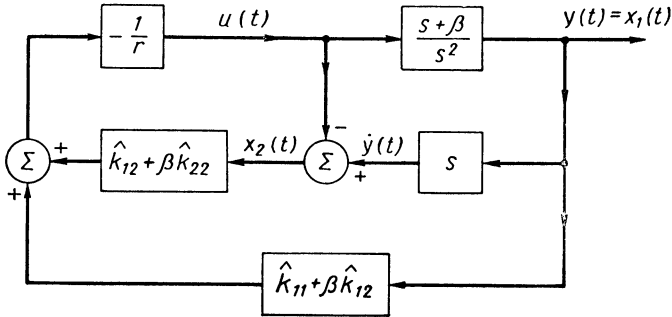 u(t)
y(t) = x₁(t)
- 1/r
s + β / s²
-
Σ
+
k̂₁₂ + βk̂₂₂
x₂(t)
Σ
+
ẏ(t)
s
+
k̂₁₁ + βk̂₁₂